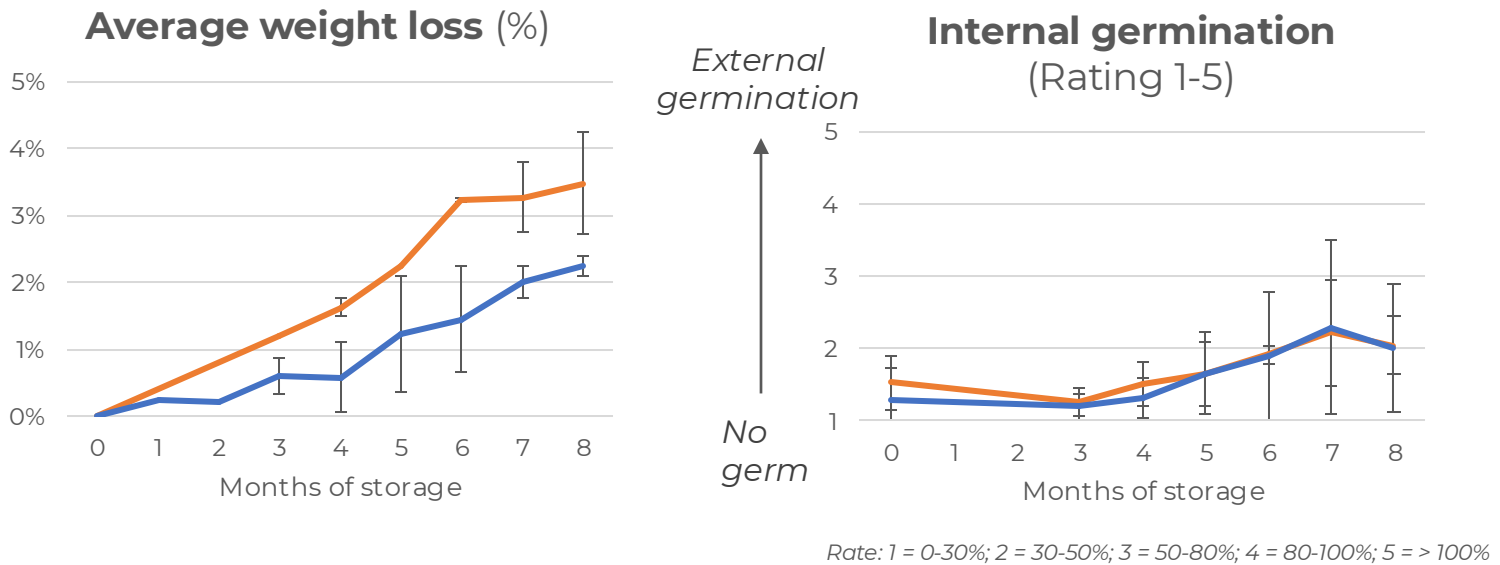 Average weight loss (%)
5%
4%
3%
2%
1%
0%
0 1 2 3 4 5 6 7 8
Months of storage
External
germination
No
germ
Internal germination
(Rating 1-5)
5
4
3
2
1
0 1 2 3 4 5 6 7 8
Months of storage
Rate: 1 = 0-30%; 2 = 30-50%; 3 = 50-80%; 4 = 80-100%; 5 = > 100%